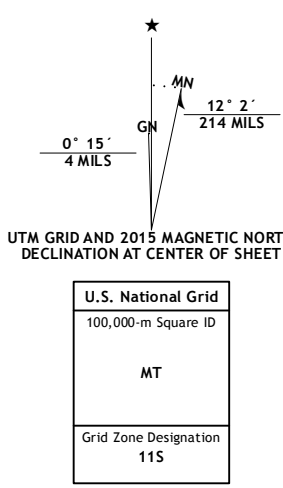 ★
MN
12° 2´
214 MILS
GN
0° 15´
4 MILS
UTM GRID AND 2015 MAGNETIC NORT
DECLINATION AT CENTER OF SHEET
U.S. National Grid
100,000-m Square ID
MT
Grid Zone Designation
11S